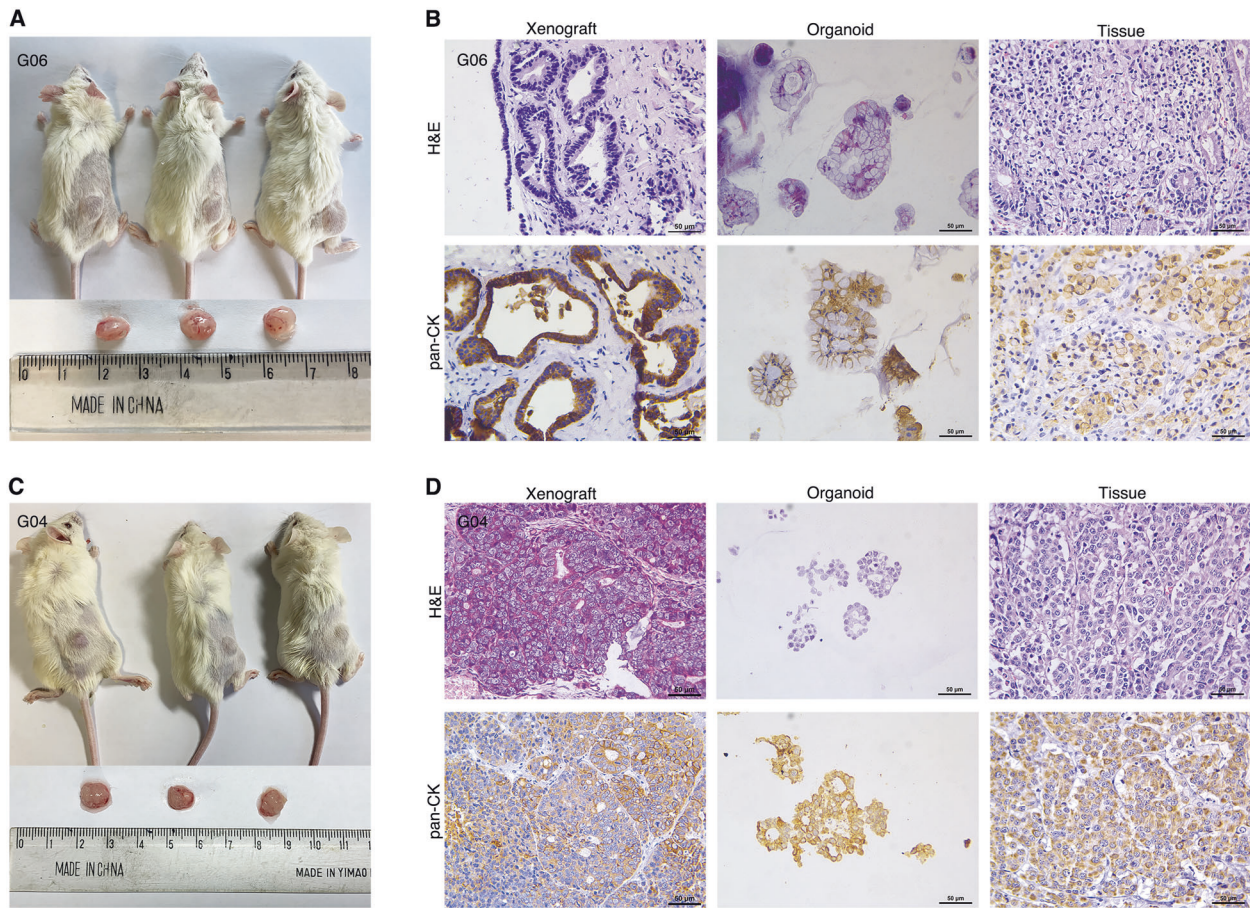 A
G06
0 1 2 3 4 5 6 7 8
MADE IN CHNA
B
Xenograft Organoid Tissue
G06
H&E
50 μm 50 μm 50 μm
pan-CK
50 μm 50 μm 50 μm
C
G04
0 1 2 3 4 5 6 7 8 9 10 11
MADE IN CHNA MADE IN YIMAO
D
Xenograft Organoid Tissue
G04
H&E
50 μm 50 μm 50 μm
pan-CK
50 μm 50 μm 50 μm